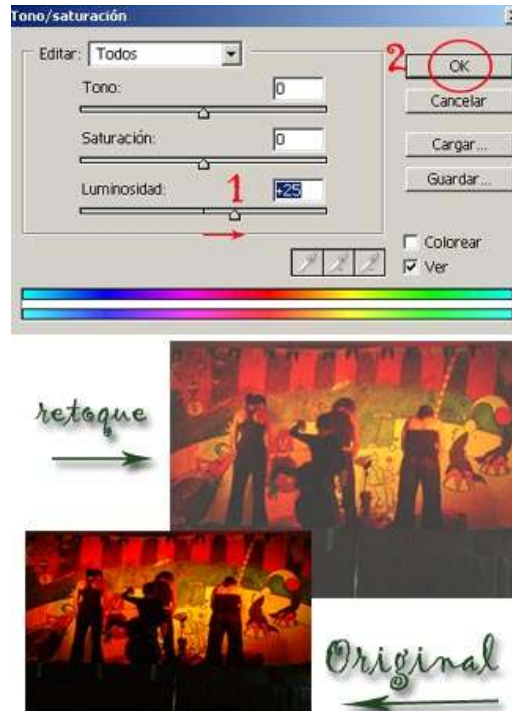 Tono/saturación
Editar: Todos
2
OK
Tono: 0
Cancelar
Saturación: 0
Cargar...
Luminosidad: 1 +25
Guardar...
Colorear
Ver
retoque
Original